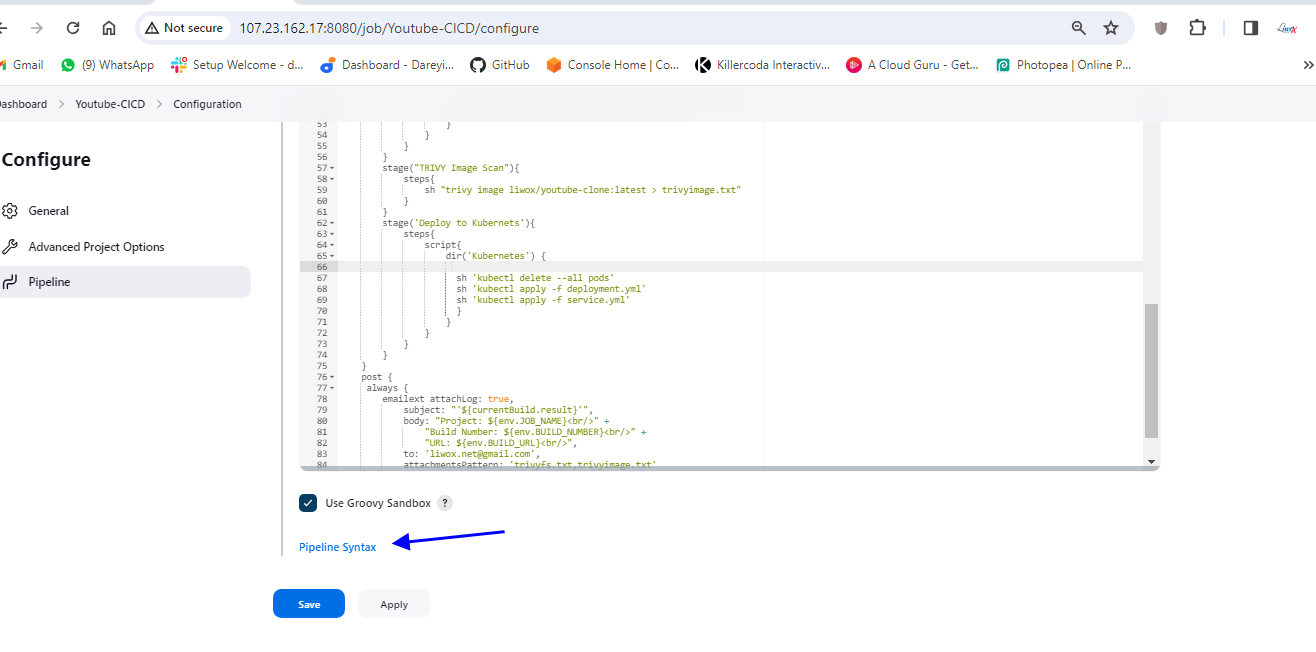 Not secure 107.23.162.17:8080/job/Youtube-CICD/configure Liwox
Gmail (9) WhatsApp Setup Welcome - d... Dashboard - Dareyi... GitHub Console Home | Co... Killercoda Interactiv... A Cloud Guru - Get... Photopea | Online P... »
ashboard > Youtube-CICD > Configuration
Configure
General
Advanced Project Options
Pipeline
53 }
54 }
55 }
56 }
57 stage("TRIVY Image Scan"){
58 steps{
59 sh "trivy image liwox/youtube-clone:latest > trivyimage.txt"
60 }
61 }
62 stage('Deploy to Kubernets'){
63 steps{
64 script{
65 dir('Kubernetes') {
66
67 sh 'kubectl delete --all pods'
68 sh 'kubectl apply -f deployment.yml'
69 sh 'kubectl apply -f service.yml'
70 }
71 }
72 }
73 }
74 }
75 }
76 post {
77 always {
78 emailext attachLog: true,
79 subject: "'${currentBuild.result}'",
80 body: "Project: ${env.JOB_NAME}<br/>" +
81 "Build Number: ${env.BUILD_NUMBER}<br/>" +
82 "URL: ${env.BUILD_URL}<br/>",
83 to: 'liwox.net@gmail.com',
84 attachmentsPattern: 'trivyfs.txt,trivyimage.txt'
Use Groovy Sandbox ?
Pipeline Syntax
Save Apply